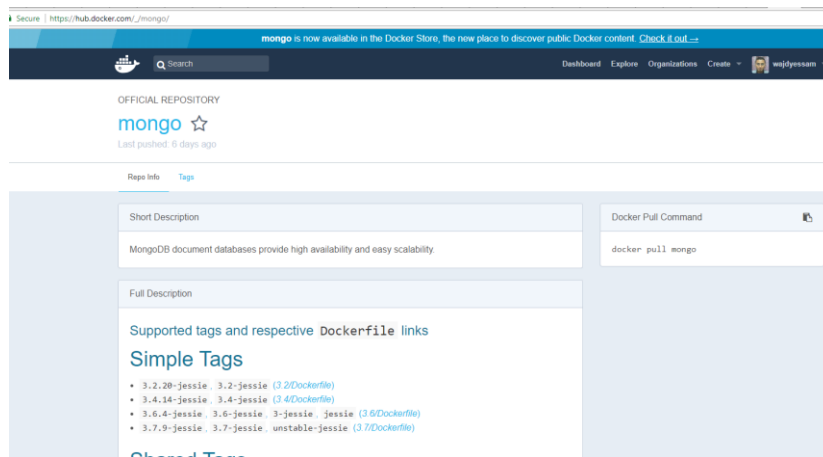 Secure | https://hub.docker.com/_/mongo/
mongo is now available in the Docker Store, the new place to discover public Docker content. Check it out →
Search
Dashboard Explore Organizations Create wajdyessam
OFFICIAL REPOSITORY
mongo
Last pushed: 6 days ago
Repo Info Tags
Short Description
MongoDB document databases provide high availability and easy scalability.
Docker Pull Command
docker pull mongo
Full Description
Supported tags and respective Dockerfile links
Simple Tags
• 3.2.20-jessie, 3.2-jessie (3.2/Dockerfile)
• 3.4.14-jessie, 3.4-jessie (3.4/Dockerfile)
• 3.6.4-jessie, 3.6-jessie, 3-jessie, jessie (3.6/Dockerfile)
• 3.7.9-jessie, 3.7-jessie, unstable-jessie (3.7/Dockerfile)
Shared Tags